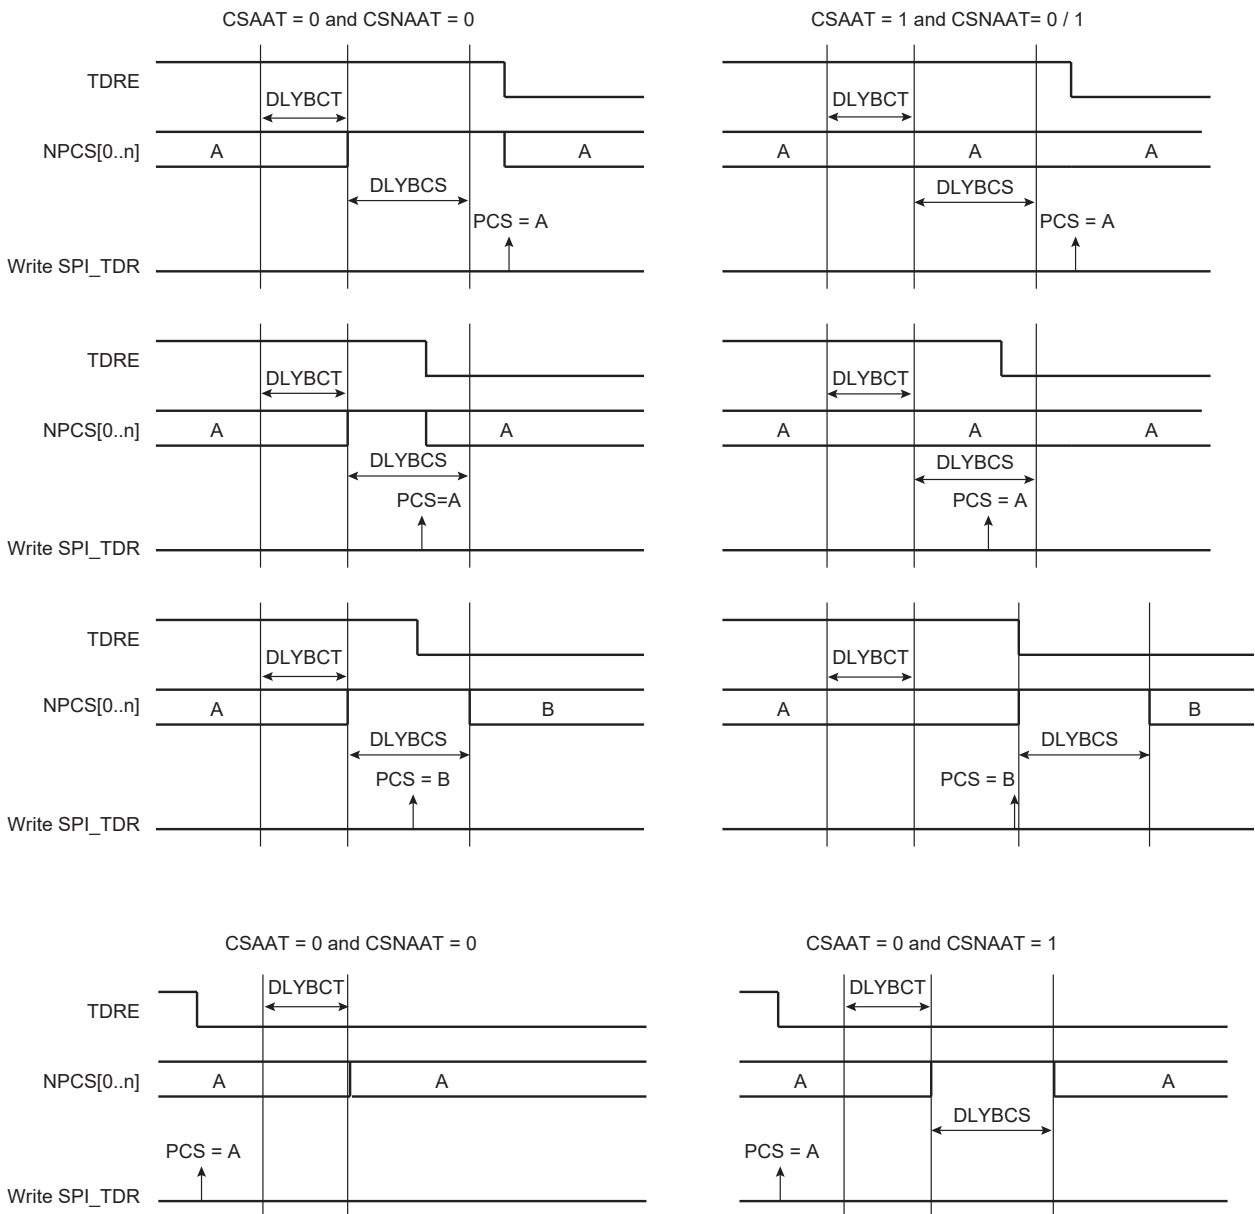 CSAAT = 0 and CSNAAT = 0
TDRE
DLYBCT
NPCS[0..n]
A
A
DLYBCS
PCS = A
Write SPI_TDR
CSAAT = 1 and CSNAAT= 0 / 1
DLYBCT
A
A
A
DLYBCS
PCS = A
TDRE
DLYBCT
NPCS[0..n]
A
A
DLYBCS
PCS=A
Write SPI_TDR
DLYBCT
A
A
A
DLYBCS
PCS = A
TDRE
DLYBCT
NPCS[0..n]
A
B
DLYBCS
PCS = B
Write SPI_TDR
DLYBCT
A
B
DLYBCS
PCS = B
CSAAT = 0 and CSNAAT = 0
DLYBCT
TDRE
NPCS[0..n]
A
A
PCS = A
Write SPI_TDR
CSAAT = 0 and CSNAAT = 1
DLYBCT
A
A
DLYBCS
PCS = A